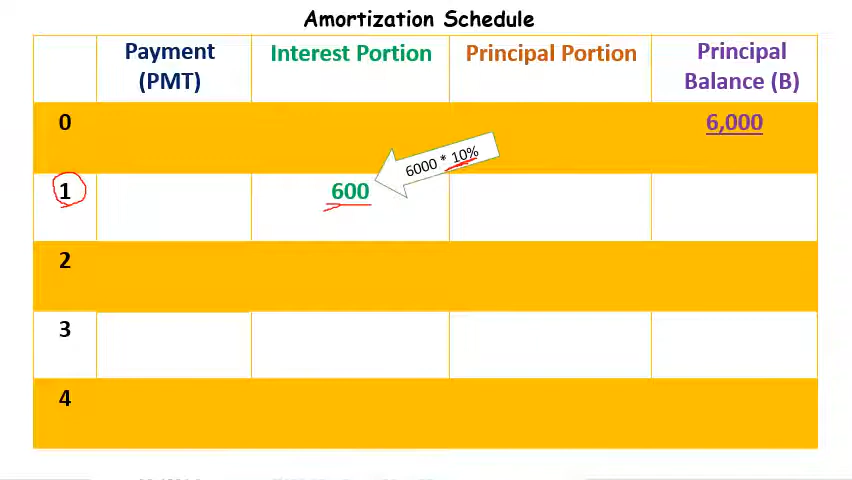 Amortization Schedule
Payment (PMT)
Interest Portion
Principal Portion
Principal Balance (B)
0
6,000
6000 * 10%
1
600
2
3
4